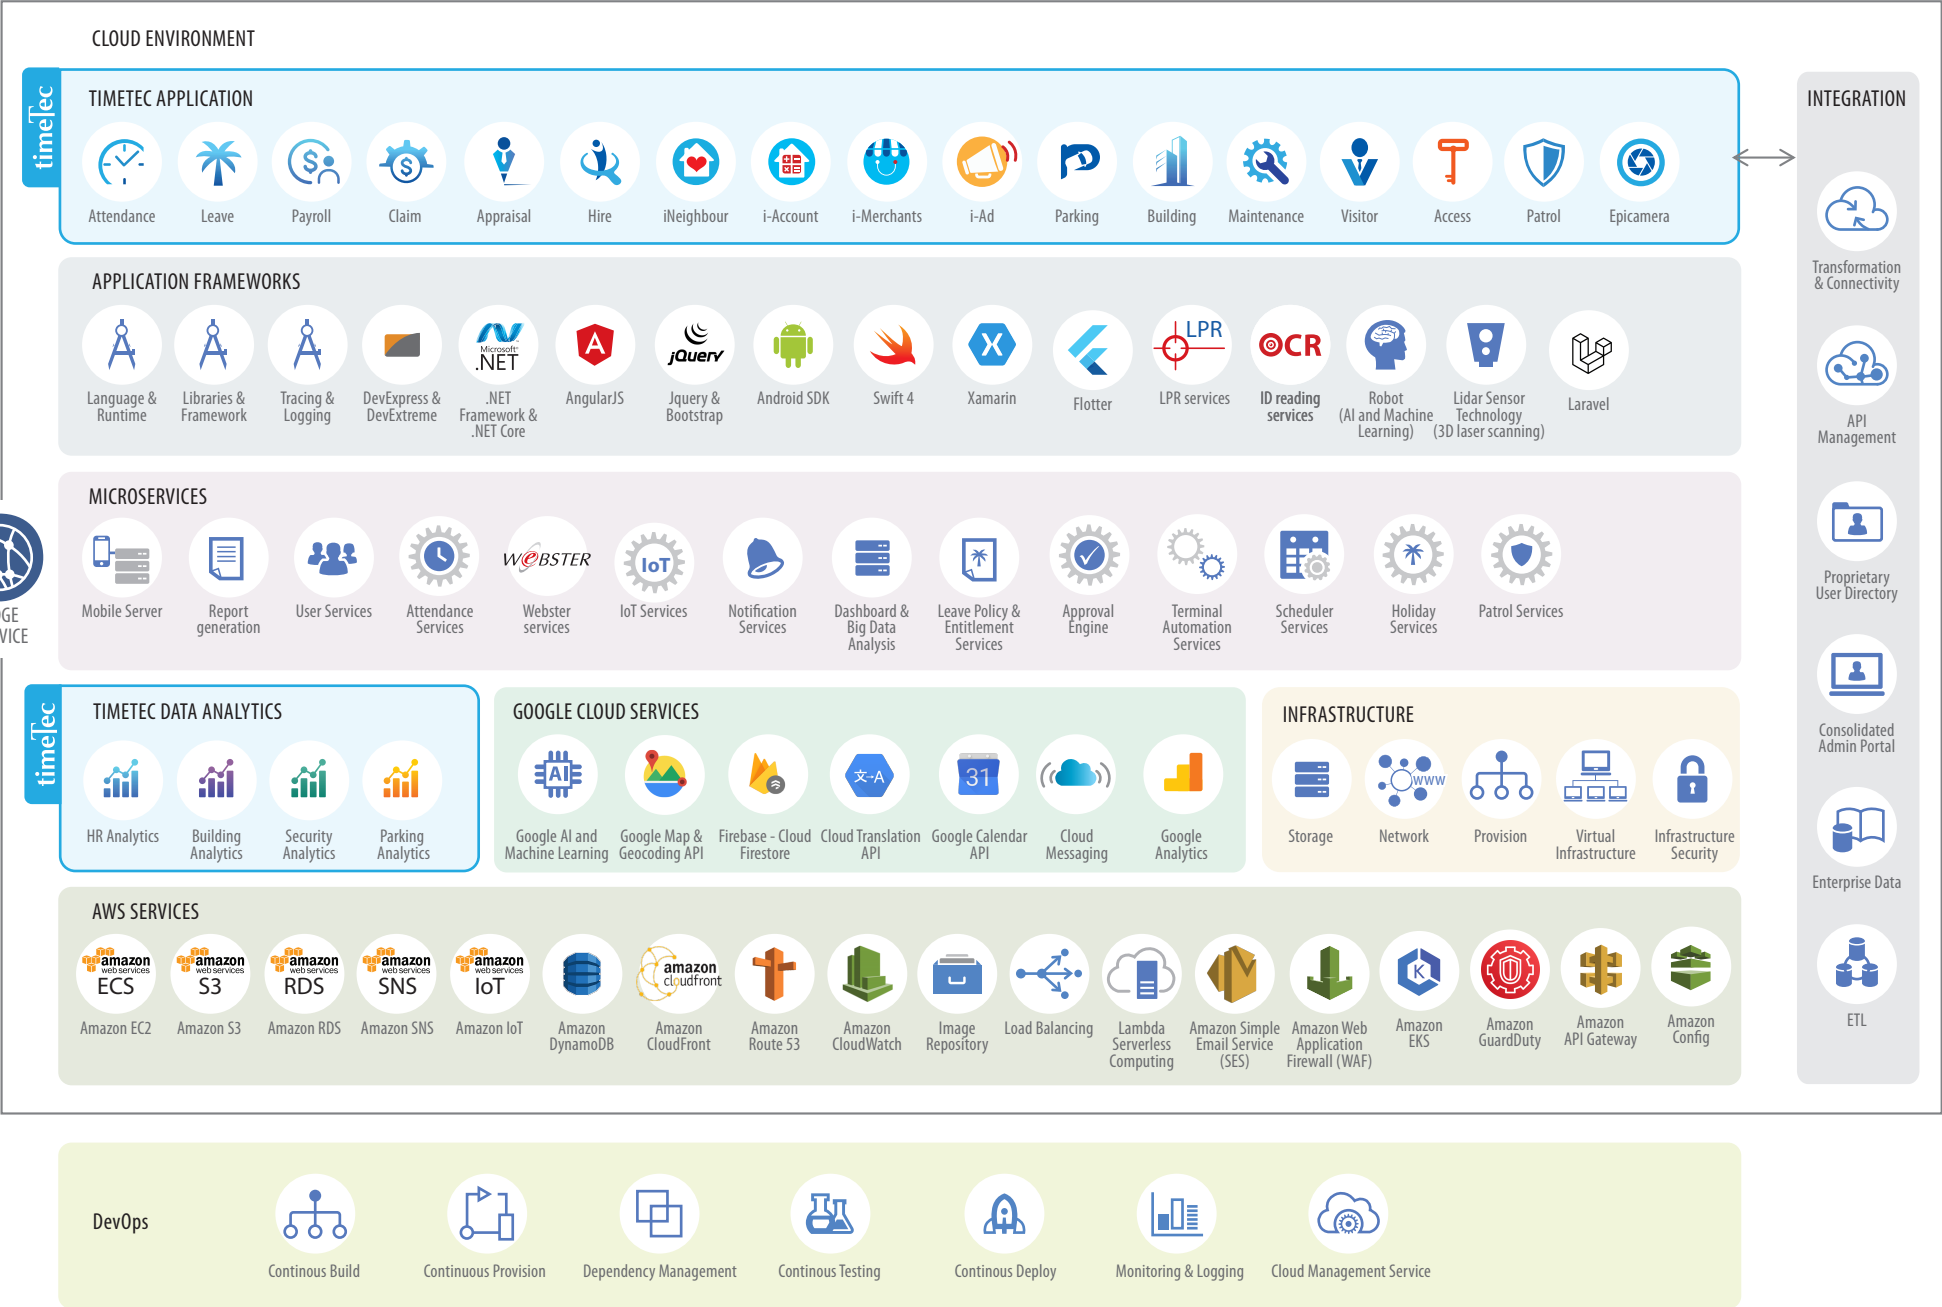 CLOUD ENVIRONMENT
timeTec
TIMETEC APPLICATION
Attendance
Leave
Payroll
Claim
Appraisal
Hire
iNeighbour
i-Account
i-Merchants
i-Ad
Parking
Building
Maintenance
Visitor
Access
Patrol
Epicamera
APPLICATION FRAMEWORKS
Language &
Runtime
Libraries &
Framework
Tracing &
Logging
DevExpress &
DevExtreme
Microsoft
.NET
.NET
Framework &
.NET Core
A
AngularJS
jQuery
Jquery &
Bootstrap
Android SDK
Swift 4
X
Xamarin
Flotter
LPR
LPR services
OCR
ID reading
services
Robot
(AI and Machine
Learning)
Lidar Sensor
Technology
(3D laser scanning)
Laravel
MICROSERVICES
Mobile Server
Report
generation
User Services
Attendance
Services
WeBSTER
Webster
services
IoT
IoT Services
Notification
Services
Dashboard &
Big Data
Analysis
Leave Policy &
Entitlement
Services
Approval
Engine
Terminal
Automation
Services
Scheduler
Services
Holiday
Services
Patrol Services
GE
VICE
timeTec
TIMETEC DATA ANALYTICS
HR Analytics
Building
Analytics
Security
Analytics
Parking
Analytics
GOOGLE CLOUD SERVICES
AI
Google AI and
Machine Learning
Google Map &
Geocoding API
Firebase - Cloud
Firestore
文-A
Cloud Translation
API
31
Google Calendar
API
Cloud
Messaging
Google
Analytics
INFRASTRUCTURE
Storage
WWW
Network
Provision
Virtual
Infrastructure
Infrastructure
Security
AWS SERVICES
amazon
web services
ECS
Amazon EC2
amazon
web services
S3
Amazon S3
amazon
web services
RDS
Amazon RDS
amazon
web services
SNS
Amazon SNS
amazon
web services
IoT
Amazon IoT
Amazon
DynamoDB
amazon
cloudfront
Amazon
CloudFront
Amazon
Route 53
Amazon
CloudWatch
Image
Repository
Load Balancing
Lambda
Serverless
Computing
Amazon Simple
Email Service
(SES)
Amazon Web
Application
Firewall (WAF)
K
Amazon
EKS
Amazon
GuardDuty
Amazon
API Gateway
Amazon
Config
INTEGRATION
Transformation
& Connectivity
API
Management
Proprietary
User Directory
Consolidated
Admin Portal
Enterprise Data
ETL
DevOps
Continous Build
Continuous Provision
Dependency Management
Continous Testing
Continous Deploy
Monitoring & Logging
Cloud Management Service